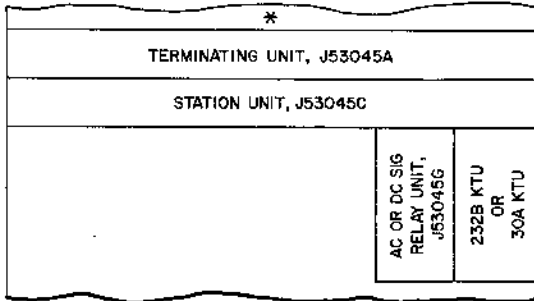 *
TERMINATING UNIT, J53045A
STATION UNIT, J53045C
AC OR DC SIG
RELAY UNIT,
J53045G
232B KTU
OR
30A KTU